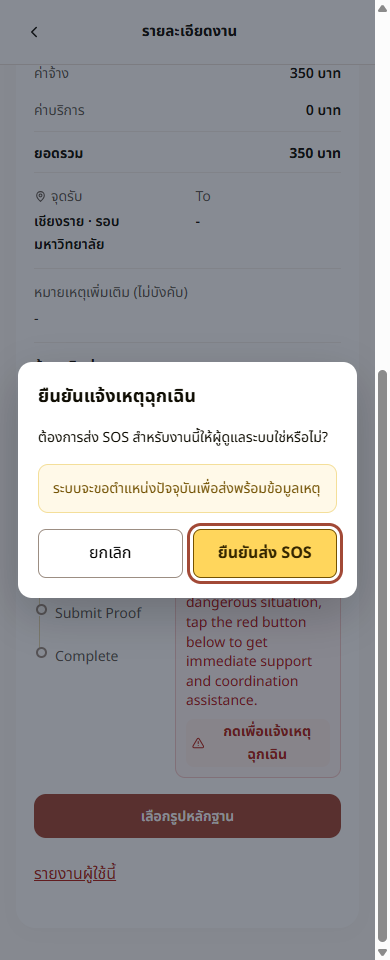 รายละเอียดงาน
ค่าจ้าง 350 บาท
ค่าบริการ 0 บาท
ยอดรวม 350 บาท
จุดรับ To
เชียงราย · รอบ -
มหาวิทยาลัย
หมายเหตุเพิ่มเติม (ไม่บังคับ)
-
ยืนยันแจ้งเหตุฉุกเฉิน
ต้องการส่ง SOS สำหรับงานนี้ให้ผู้ดูแลระบบใช่หรือไม่?
ระบบจะขอตำแหน่งปัจจุบันเพื่อส่งพร้อมข้อมูลเหตุ
ยกเลิก ยืนยันส่ง SOS
Submit Proof
Complete
dangerous situation,
tap the red button
below to get
immediate support
and coordination
assistance.
กดเพื่อแจ้งเหตุ
ฉุกเฉิน
เลือกรูปหลักฐาน
รายงานผู้ใช้นี้